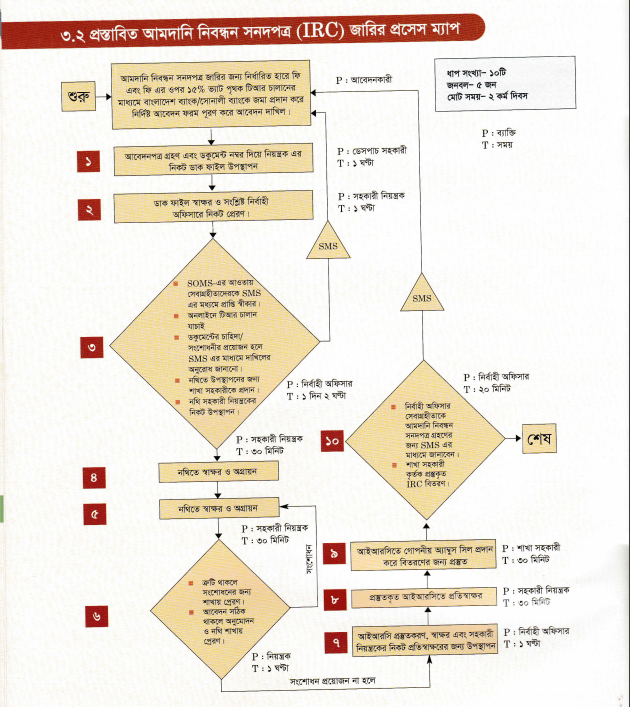 ৩.২ প্রস্তাবিত আমদানি নিবন্ধন সনদপত্র (IRC) জারির প্রসেস ম্যাপ
শুরু
আমদানি নিবন্ধন সনদপত্র জারির জন্য নির্ধারিত হারে ফি
এবং ফি এর ওপর ১৫% ভ্যাট পৃথক টিআর চালানের
মাধ্যমে বাংলাদেশ ব্যাংক/সোনালী ব্যাংকে জমা প্রদান করে
নির্দিষ্ট আবেদন ফরম পূরণ করে আবেদন দাখিল।
P : আবেদনকারী
ধাপ সংখ্যা– ১০টি
জনবল– ৫ জন
মোট সময়– ২ কর্ম দিবস
P : ব্যাক্তি
T : সময়
১
আবেদনপত্র গ্রহণ এবং ডকুমেন্ট নম্বর দিয়ে নিয়ন্ত্রক এর
নিকট ডাক ফাইল উপস্থাপন
P : ডেসপাচ সহকারী
T : ১ ঘণ্টা
২
ডাক ফাইল স্বাক্ষর ও সংশ্লিষ্ট নির্বাহী
অফিসারে নিকট প্রেরণ।
P : সহকারী নিয়ন্ত্রক
T : ১ ঘণ্টা
SMS
SMS
৩
SOMS-এর আওতায়
সেবাগ্রহীতাদেরকে SMS
এর মধ্যমে প্রাপ্তি স্বীকার।
অনলাইনে টিআর চালান
যাচাই
ডকুমেন্টের চাহিদা/
সংশোধনীর প্রয়োজন হলে
SMS এর মাধ্যমে দাখিলের
অনুরোধ জানানো।
নথিতে উপস্থাপনের জন্য
শাখা সহকারীকে প্রদান।
নথি সহকারী নিয়ন্ত্রকের
নিকট উপস্থাপন।
P : নির্বাহী অফিসার
T : ১ দিন ২ ঘণ্টা
P : সহকারী নিয়ন্ত্রক
T : ৩০ মিনিট
৪
নথিতে স্বাক্ষর ও অগ্রায়ন
৫
নথিতে স্বাক্ষর ও অগ্রায়ন
P : সহকারী নিয়ন্ত্রক
T : ৩০ মিনিট
সংশোধন
৬
ত্রুটি থাকলে
সংশোধনের জন্য
শাখায় প্রেরণ।
আবেদন সঠিক
থাকলে অনুমোদন
ও নথি শাখায়
প্রেরণ।
P : নিয়ন্ত্রক
T : ১ ঘণ্টা
সংশোধন প্রয়োজন না হলে
৭
আইআরসি প্রস্তুতকরণ, স্বাক্ষর এবং সহকারী
নিয়ন্ত্রকের নিকট প্রতিস্বাক্ষরের জন্য উপস্থাপন
P : নির্বাহী অফিসার
T : ১ ঘণ্টা
৮
প্রস্তুতকৃত আইআরসিতে প্রতিস্বাক্ষর
P : সহকারী নিয়ন্ত্রক
T : ৩০ মিনিট
৯
আইআরসিতে গোপনীয় অ্যাম্বুস সিল প্রদান
করে বিতরণের জন্য প্রস্তুত
P : শাখা সহকারী
T : ৩০ মিনিট
১০
নির্বাহী অফিসার
সেবাগ্রহীতাকে
আমদানি নিবন্ধন
সনদপত্র গ্রহণের
জন্য SMS এর
মাধ্যমে জানাবেন।
শাখা সহকারী
কৃর্তক প্রস্তুকৃত
IRC বিতরণ।
P : নির্বাহী অফিসার
T : ২০ মিনিট
শেষ